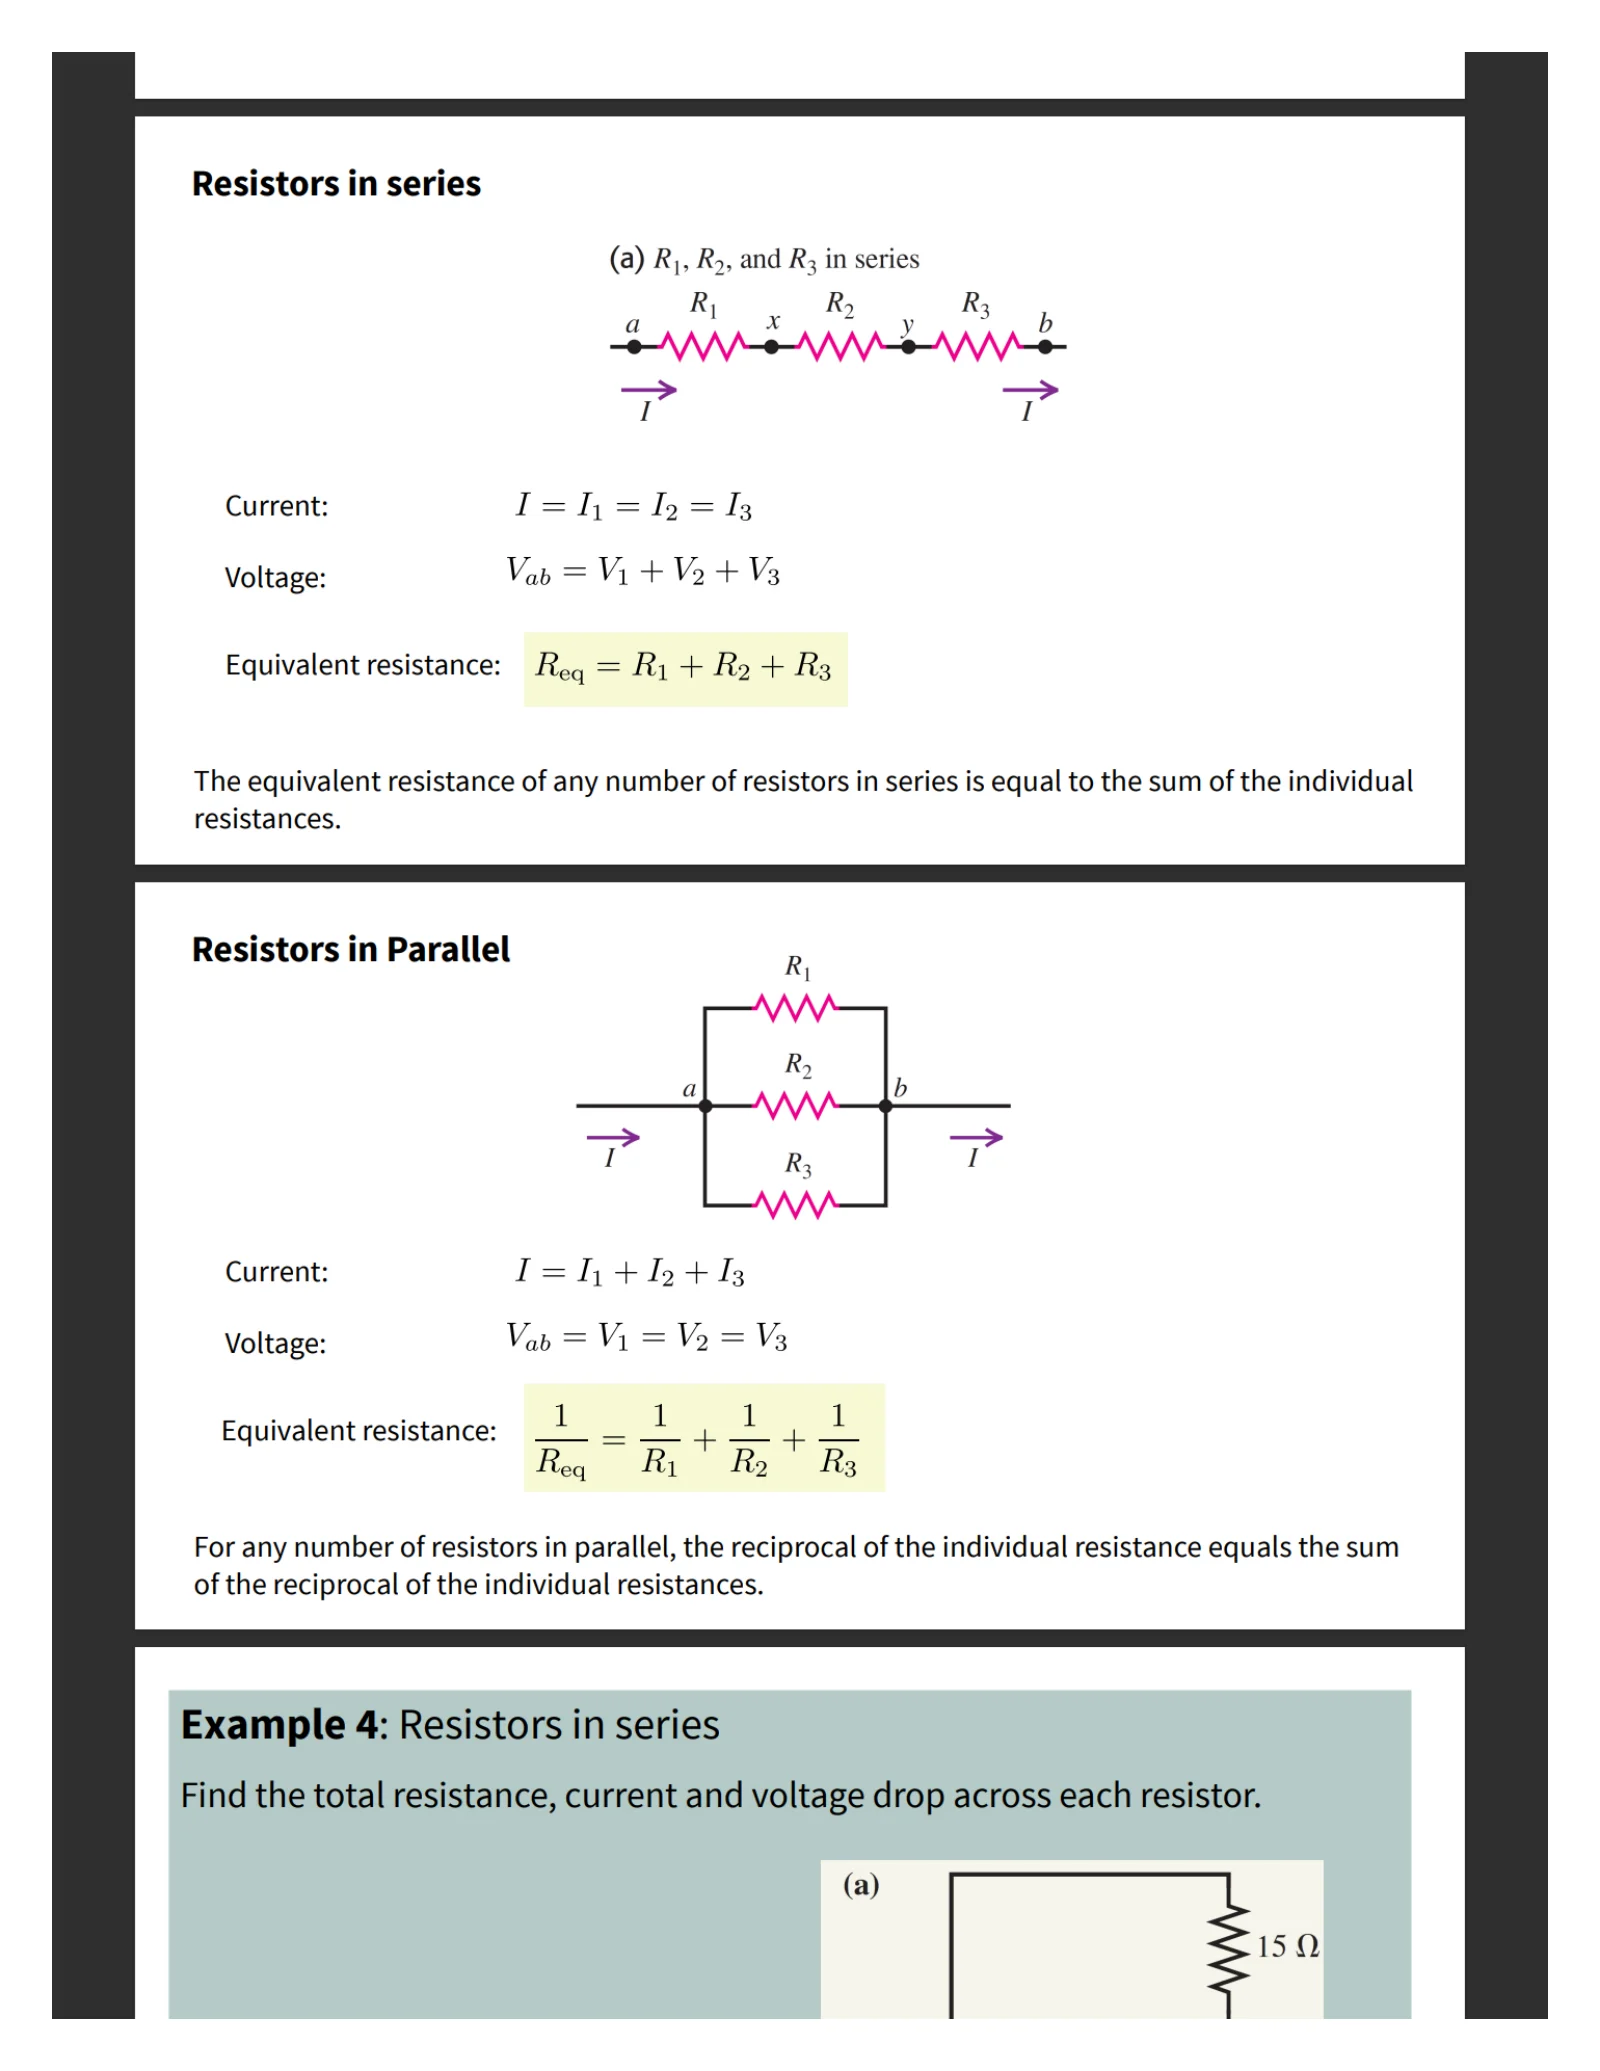 Resistors in series
(a) R₁, R₂, and R₃ in series
R₁ R₂ R₃
a x y b
I I
Current: I = I₁ = I₂ = I₃
Voltage: V_ab = V₁ + V₂ + V₃
Equivalent resistance: R_eq = R₁ + R₂ + R₃
The equivalent resistance of any number of resistors in series is equal to the sum of the individual
resistances.
Resistors in Parallel
R₁
R₂
a b
I I
R₃
Current: I = I₁ + I₂ + I₃
Voltage: V_ab = V₁ = V₂ = V₃
Equivalent resistance: 1/R_eq = 1/R₁ + 1/R₂ + 1/R₃
For any number of resistors in parallel, the reciprocal of the individual resistance equals the sum
of the reciprocal of the individual resistances.
Example 4: Resistors in series
Find the total resistance, current and voltage drop across each resistor.
(a)
15 Ω